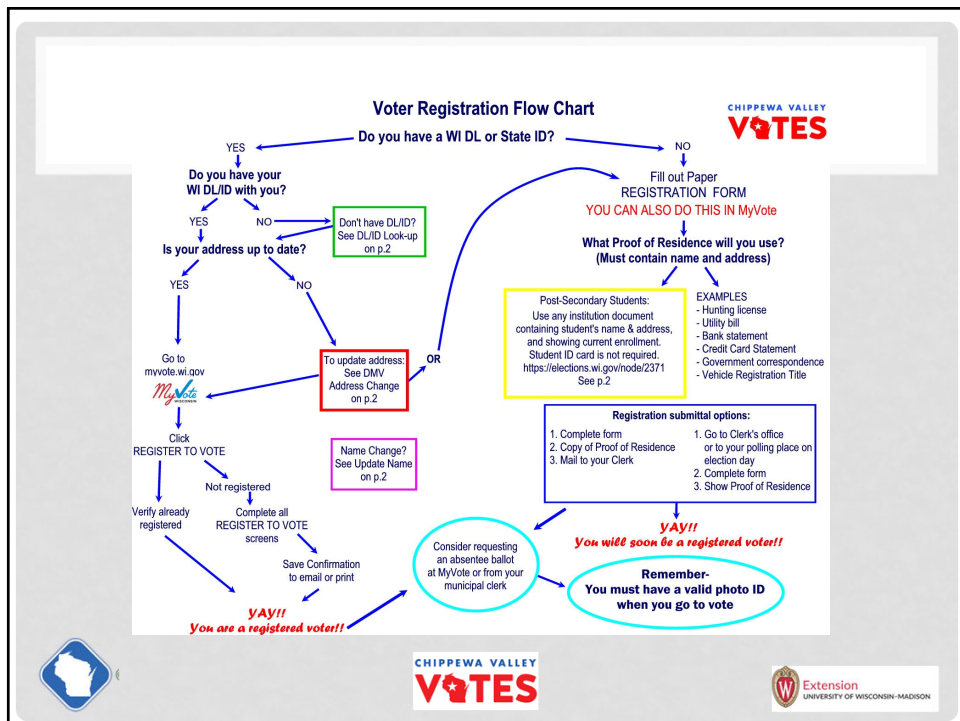 Voter Registration Flow Chart
CHIPPEWA VALLEY
VOTES
Do you have a WI DL or State ID?
YES
NO
Do you have your
WI DL/ID with you?
Fill out Paper
REGISTRATION FORM
YOU CAN ALSO DO THIS IN MyVote
YES
NO
Don't have DL/ID?
See DL/ID Look-up
on p.2
Is your address up to date?
What Proof of Residence will you use?
(Must contain name and address)
YES
NO
Post-Secondary Students:
Use any institution document
containing student's name & address,
and showing current enrollment.
Student ID card is not required.
https://elections.wi.gov/node/2371
See p.2
EXAMPLES
- Hunting license
- Utility bill
- Bank statement
- Credit Card Statement
- Government correspondence
- Vehicle Registration Title
Go to
myvote.wi.gov
MyVote
WISCONSIN
To update address:
See DMV
Address Change
on p.2
OR
Click
REGISTER TO VOTE
Name Change?
See Update Name
on p.2
Registration submittal options:
1. Complete form
2. Copy of Proof of Residence
3. Mail to your Clerk
1. Go to Clerk's office
or to your polling place on
election day
2. Complete form
3. Show Proof of Residence
Not registered
Verify already
registered
Complete all
REGISTER TO VOTE
screens
Save Confirmation
to email or print
YAY!!
You are a registered voter!!
YAY!!
You will soon be a registered voter!!
Consider requesting
an absentee ballot
at MyVote or from your
municipal clerk
Remember-
You must have a valid photo ID
when you go to vote
CHIPPEWA VALLEY
VOTES
Extension
UNIVERSITY OF WISCONSIN-MADISON